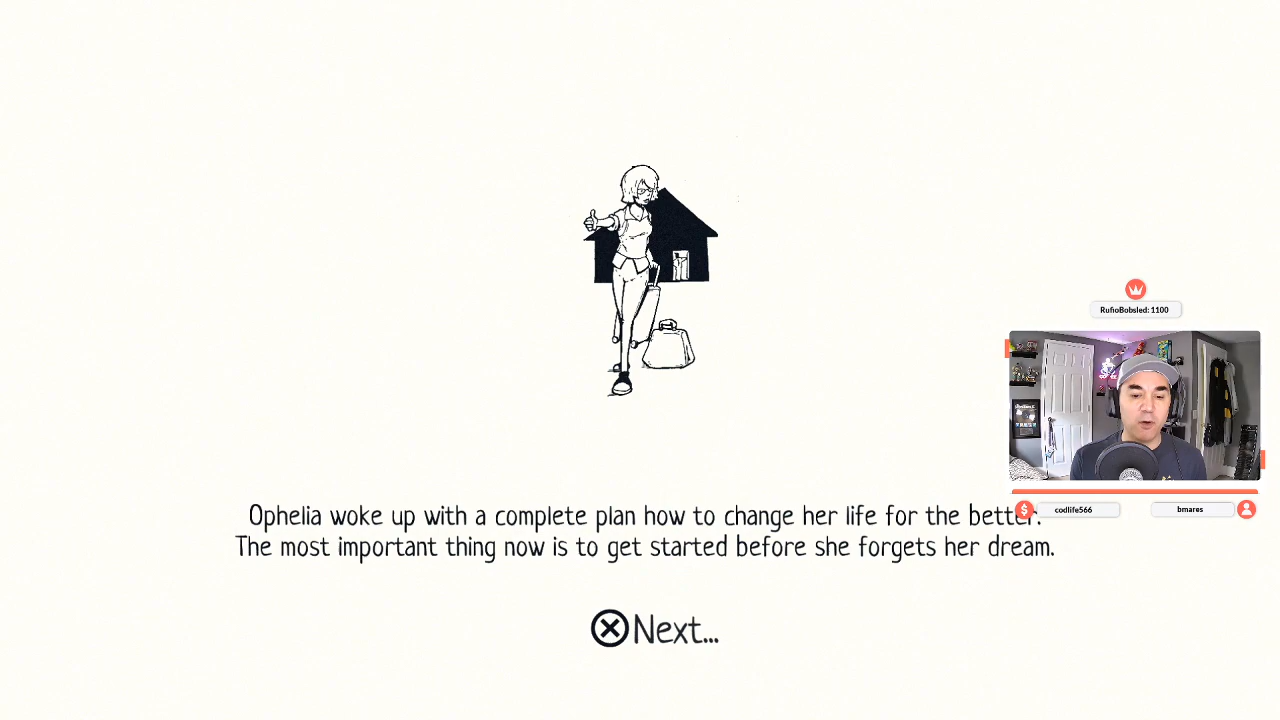 RufioBobsled: 1100
codlife566
bmares
Ophelia woke up with a complete plan how to change her life for the better.
The most important thing now is to get started before she forgets her dream.
Next...